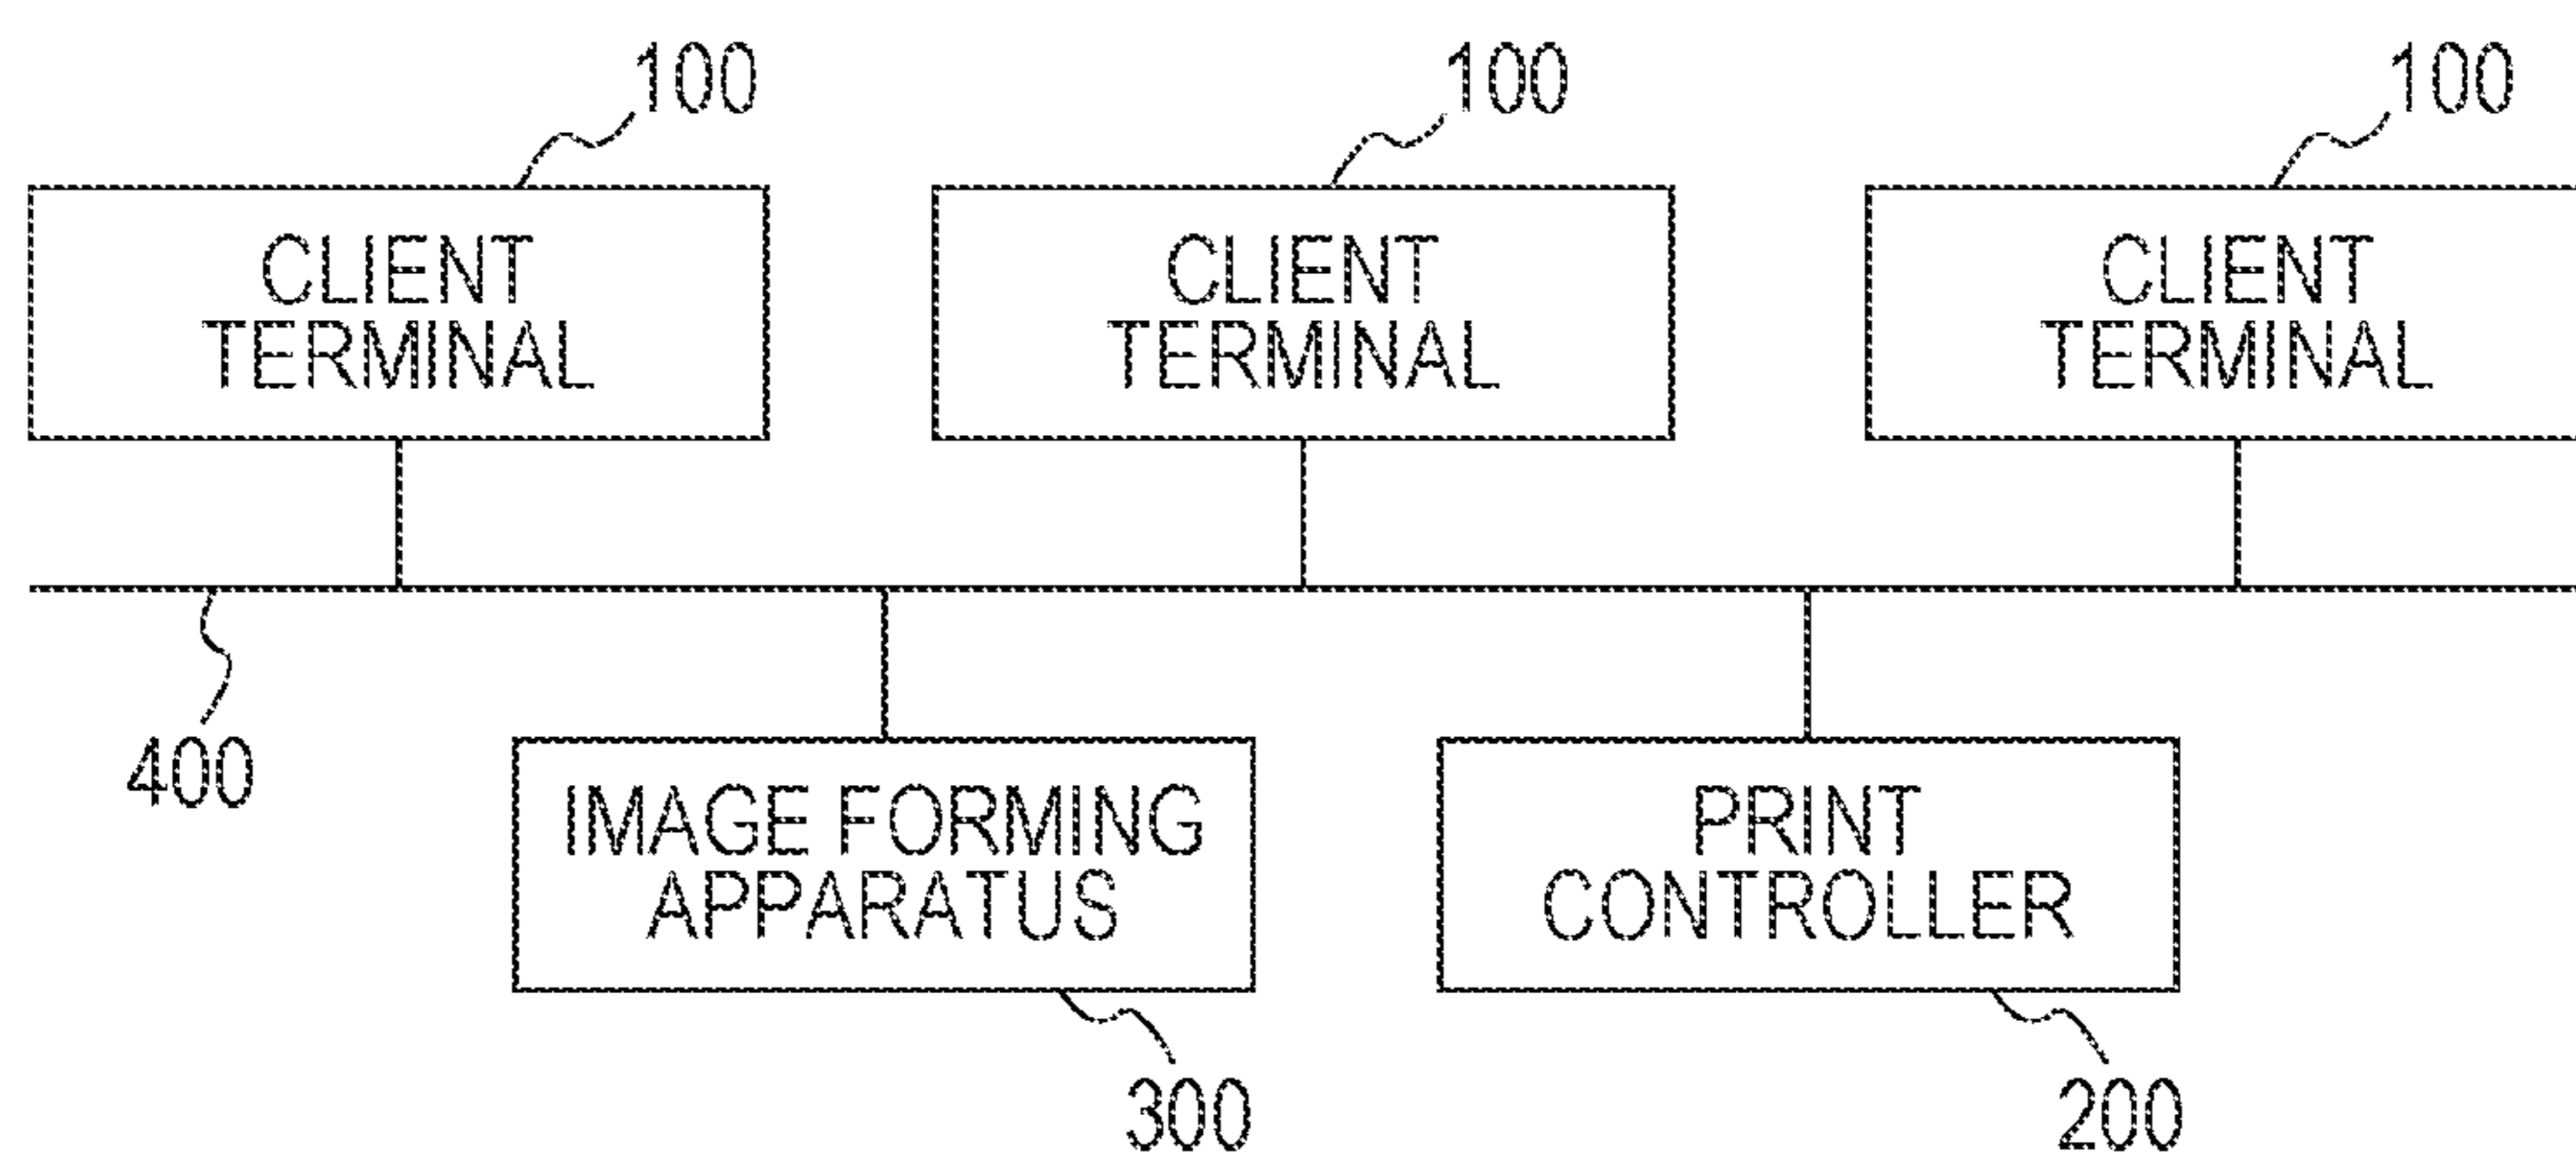 100
100
100
CLIENT
TERMINAL
CLIENT
TERMINAL
CLIENT
TERMINAL
400
IMAGE FORMING
APPARATUS
PRINT
CONTROLLER
300
200